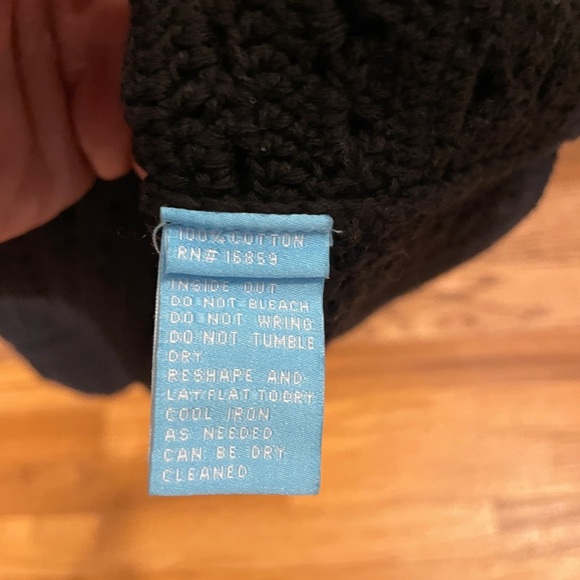 100% COTTON
RN# 16859
INSIDE OUT
DO NOT BLEACH
DO NOT WRING
DO NOT TUMBLE
DRY
RESHAPE AND
LAY FLAT TO DRY
COOL IRON
AS NEEDED
CAN BE DRY
CLEANED